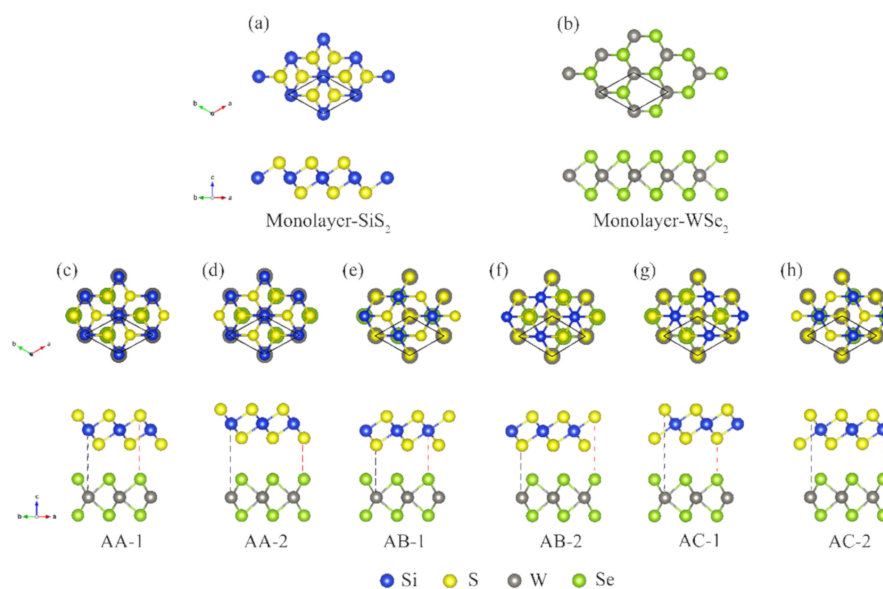 (a)
(b)
b a
c
b a
Monolayer-SiS₂
Monolayer-WSe₂
(c) (d) (e) (f) (g) (h)
b a
c
b a
AA-1 AA-2 AB-1 AB-2 AC-1 AC-2
Si S W Se